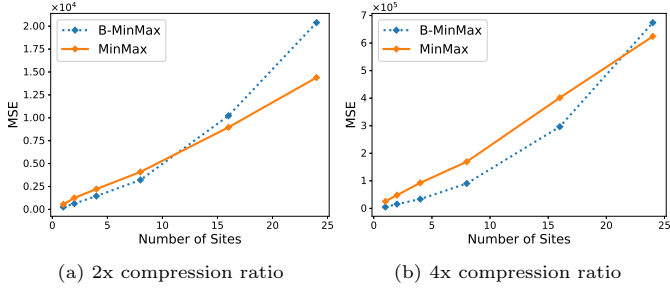 ×10⁴
B-MinMax
MinMax
2.00
1.75
1.50
1.25
1.00
0.75
0.50
0.25
0.00
MSE
0 5 10 15 20 25
Number of Sites
(a) 2x compression ratio
×10⁵
B-MinMax
MinMax
7
6
5
4
3
2
1
0
MSE
0 5 10 15 20 25
Number of Sites
(b) 4x compression ratio